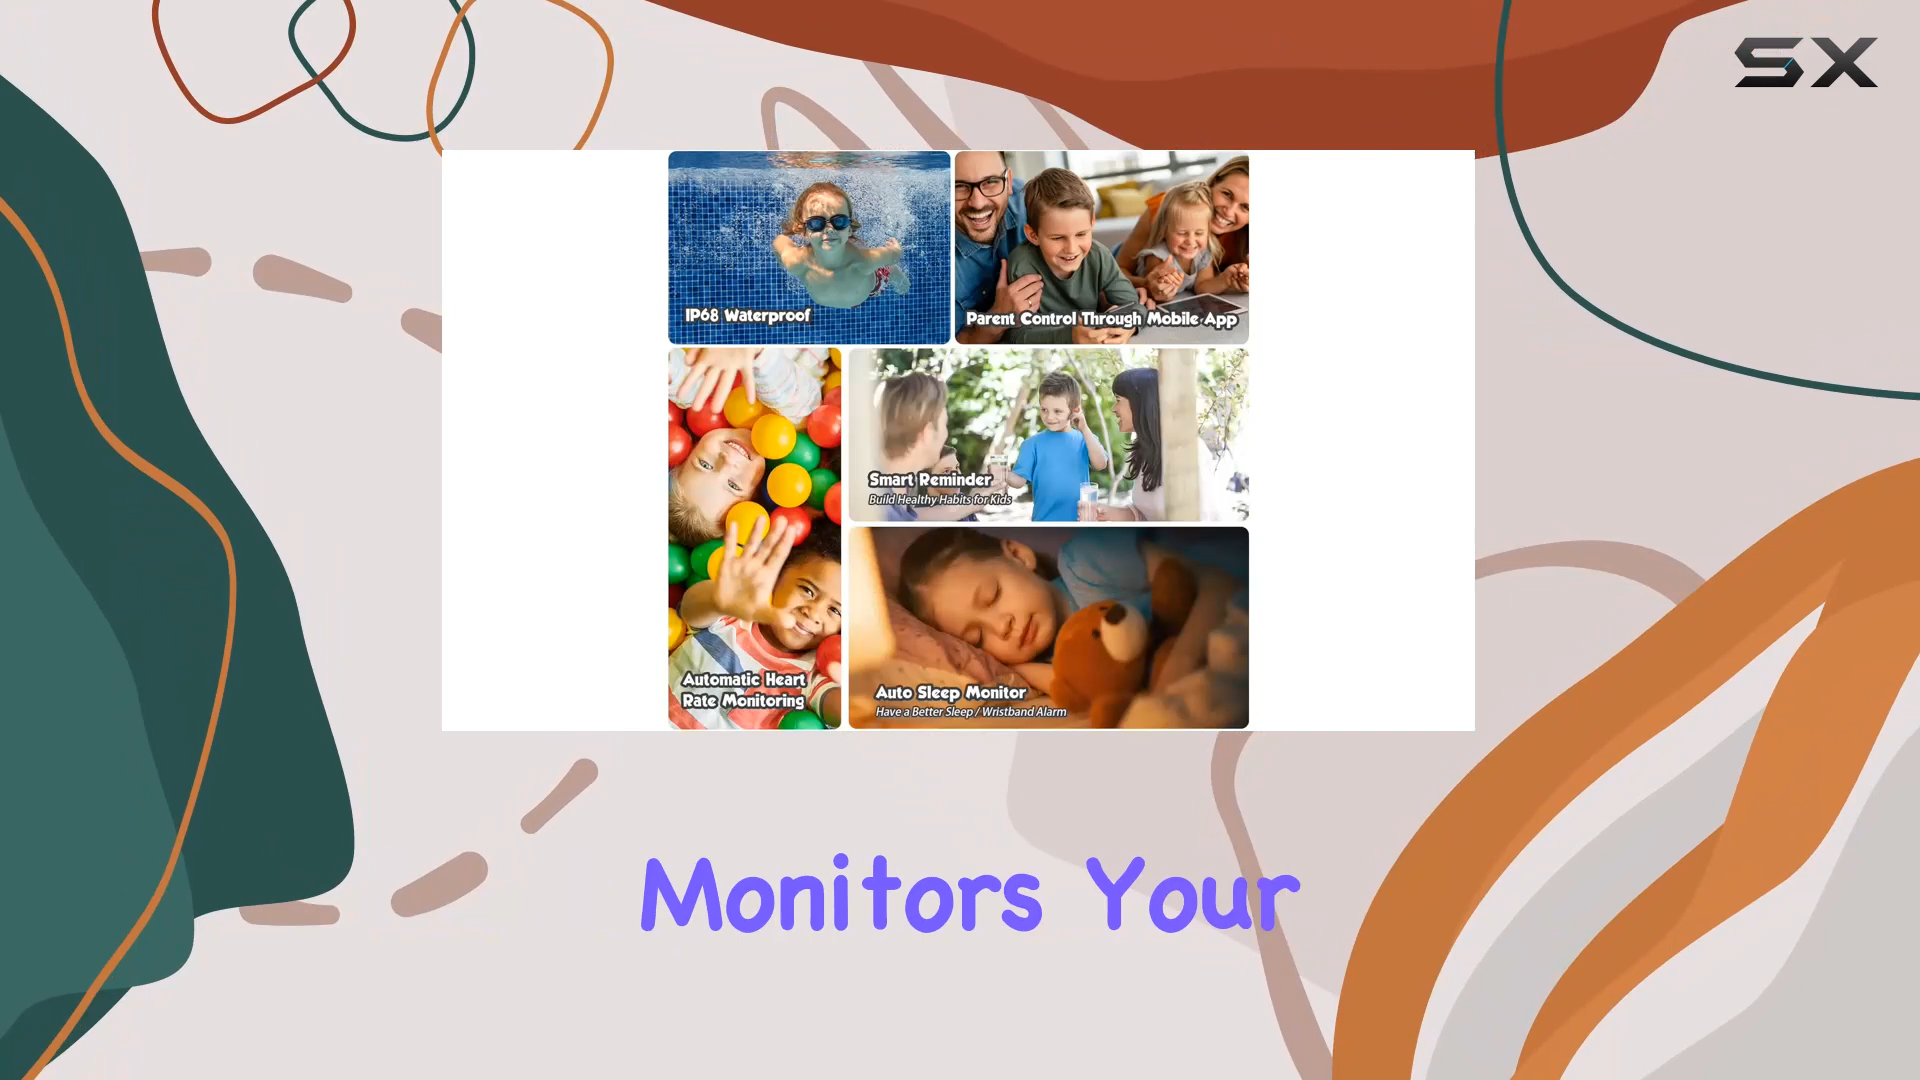 SX
IP68 Waterproof
Parent Control Through Mobile App
Smart Reminder
Build Healthy Habits for Kids
Automatic Heart
Rate Monitoring
Auto Sleep Monitor
Have a Better Sleep / Wristband Alarm
Monitors Your